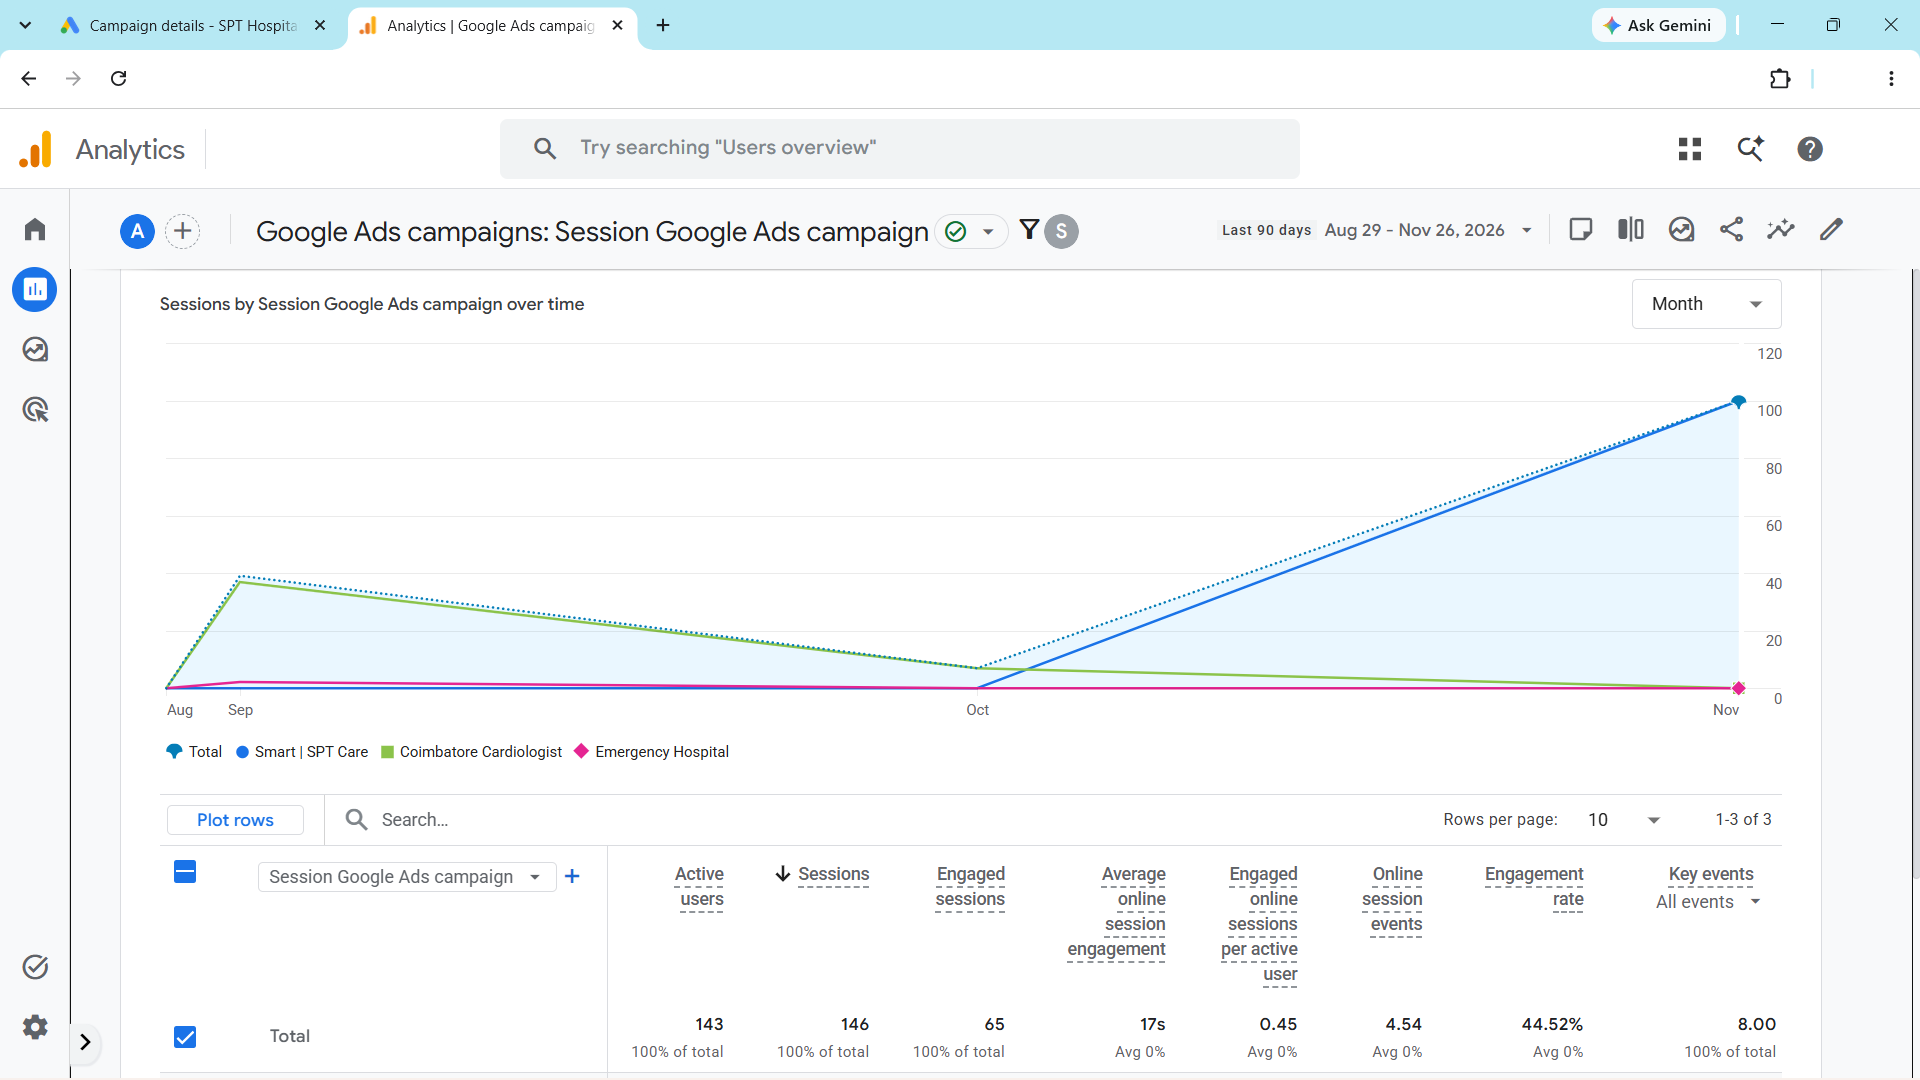 Campaign details - SPT Hospita
Analytics | Google Ads campaig
Ask Gemini
Analytics
Try searching "Users overview"
A
Google Ads campaigns: Session Google Ads campaign
S
Last 90 days
Aug 29 - Nov 26, 2026
Sessions by Session Google Ads campaign over time
Month
120
100
80
60
40
20
0
Aug
Sep
Oct
Nov
Total
Smart | SPT Care
Coimbatore Cardiologist
Emergency Hospital
Plot rows
Search...
Rows per page:
10
1-3 of 3
Session Google Ads campaign
Active
users
Sessions
Engaged
sessions
Average
online
session
engagement
Engaged
online
sessions
per active
user
Online
session
events
Engagement
rate
Key events
All events
Total
143
146
65
17s
0.45
4.54
44.52%
8.00
100% of total
100% of total
100% of total
Avg 0%
Avg 0%
Avg 0%
Avg 0%
100% of total